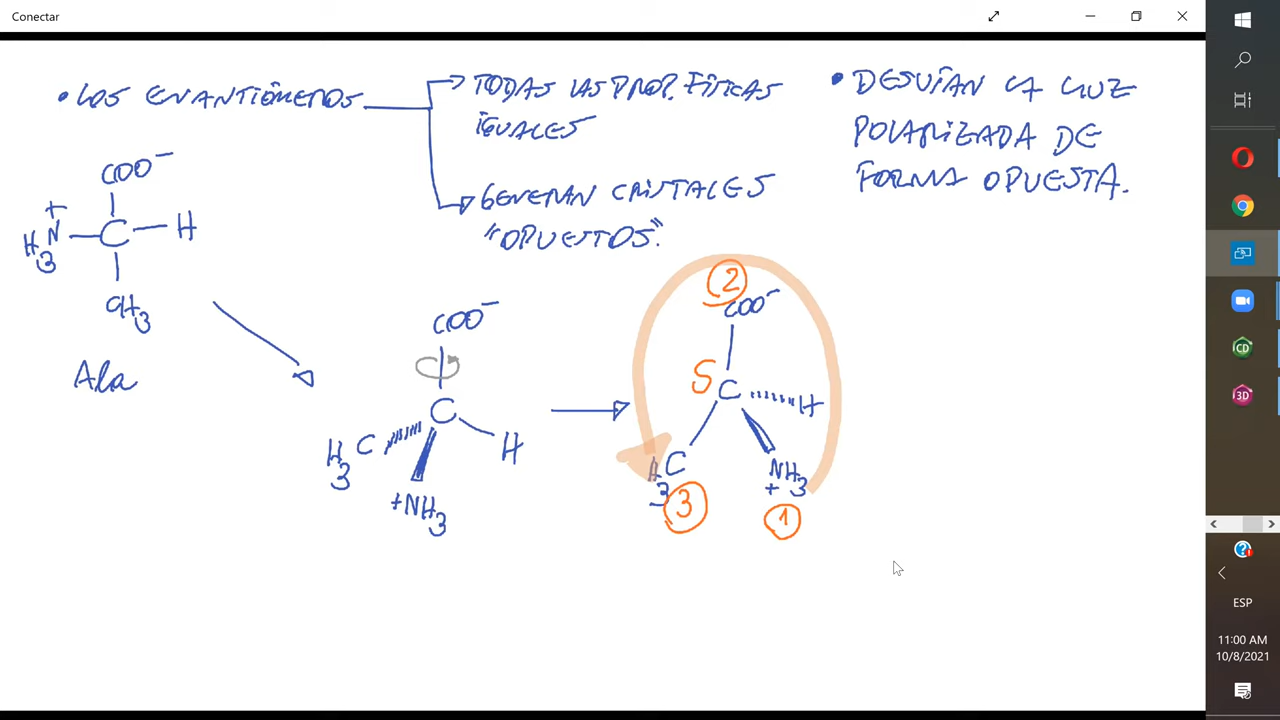 Conectar
• LOS ENANTIÓMEROS
TODAS LAS PROP. FÍSICAS
IGUALES
GENERAN CRISTALES
"OPUESTOS".
• DESVÍAN LA LUZ
POLARIZADA DE
FORMA OPUESTA.
COO⁻
H₃N⁺ C H
CH₃
Ala
COO⁻
C
H₃C H
+NH₃
2
COO⁻
S C H
H₃C NH₃
+
3 1
CD
3D
ESP
11:00 AM
10/8/2021